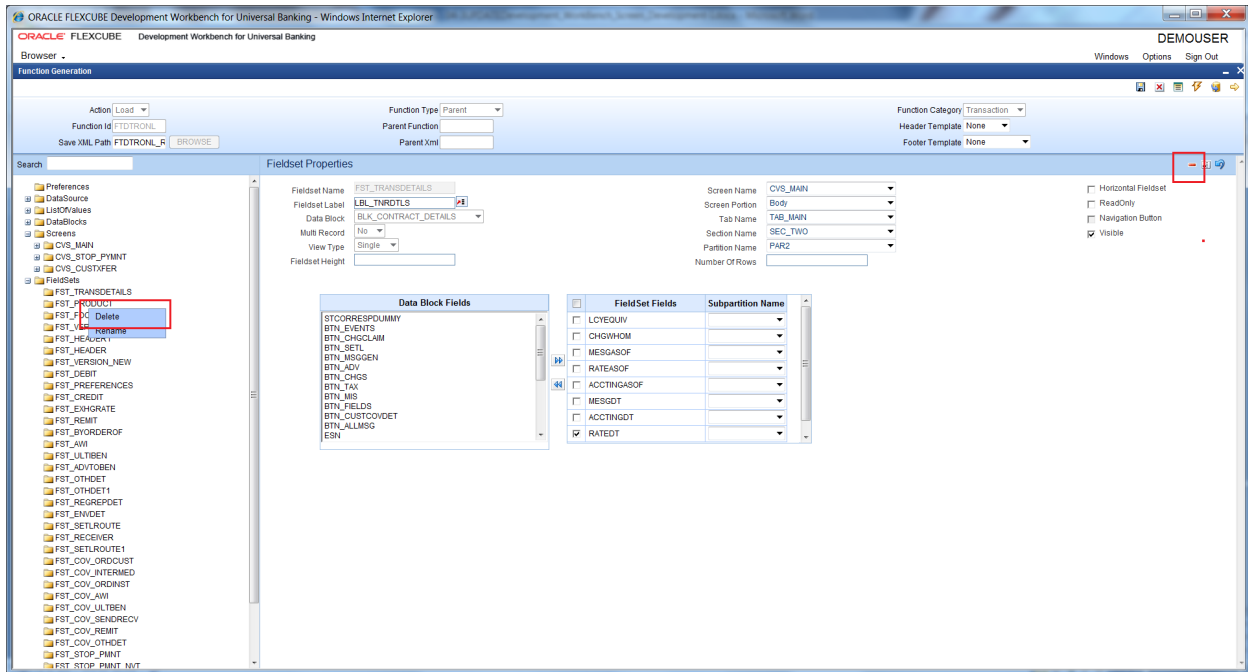 ORACLE FLEXCUBE Development Workbench for Universal Banking - Windows Internet Explorer
ORACLE FLEXCUBE Development Workbench for Universal Banking
DEMOUSER
Browser
Windows Options Sign Out
Function Generation
Action Load
Function Type Parent
Function Category Transaction
Function Id FTDTRONL
Parent Function
Header Template None
Save XML Path FTDTRONL_R BROWSE
Parent Xml
Footer Template None
Search
Preferences
DataSource
ListOfValues
DataBlocks
Screens
CVS_MAIN
CVS_STOP_PYMNT
CVS_CUSTXFER
FieldSets
FST_TRANSDETAILS
FST_PRODUCT
Delete
Rename
FST_HEADER1
FST_HEADER
FST_VERSION_NEW
FST_DEBIT
FST_PREFERENCES
FST_CREDIT
FST_EXHGRATE
FST_REMIT
FST_BYORDEROF
FST_AWI
FST_ULTIBEN
FST_ADVTOBEN
FST_OTHDET
FST_OTHDET1
FST_REGREPDET
FST_ENVDET
FST_SETLROUTE
FST_RECEIVER
FST_SETLROUTE1
FST_COV_ORDCUST
FST_COV_INTERMED
FST_COV_ORDINST
FST_COV_AWI
FST_COV_ULTBEN
FST_COV_SENDRECV
FST_COV_REMIT
FST_COV_OTHDET
FST_STOP_PMNT
FST_STOP_PMNT_NVT
Fieldset Properties
Fieldset Name FST_TRANSDETAILS
Fieldset Label LBL_TNRDTLS
Data Block BLK_CONTRACT_DETAILS
Multi Record No
View Type Single
Fieldset Height
Screen Name CVS_MAIN
Screen Portion Body
Tab Name TAB_MAIN
Section Name SEC_TWO
Partition Name PAR2
Number Of Rows
Horizontal Fieldset
ReadOnly
Navigation Button
Visible
Data Block Fields
STCORRESPDUMMY
BTN_EVENTS
BTN_CHGCLAIM
BTN_SETL
BTN_MSGGEN
BTN_ADV
BTN_CHGS
BTN_TAX
BTN_MIS
BTN_FIELDS
BTN_CUSTCOVDET
BTN_ALLMSG
ESN
FieldSet Fields Subpartition Name
LCYEQUIV
CHGWHOM
MESGASOF
RATEASOF
ACCTINGASOF
MESGDT
ACCTINGDT
RATEDT